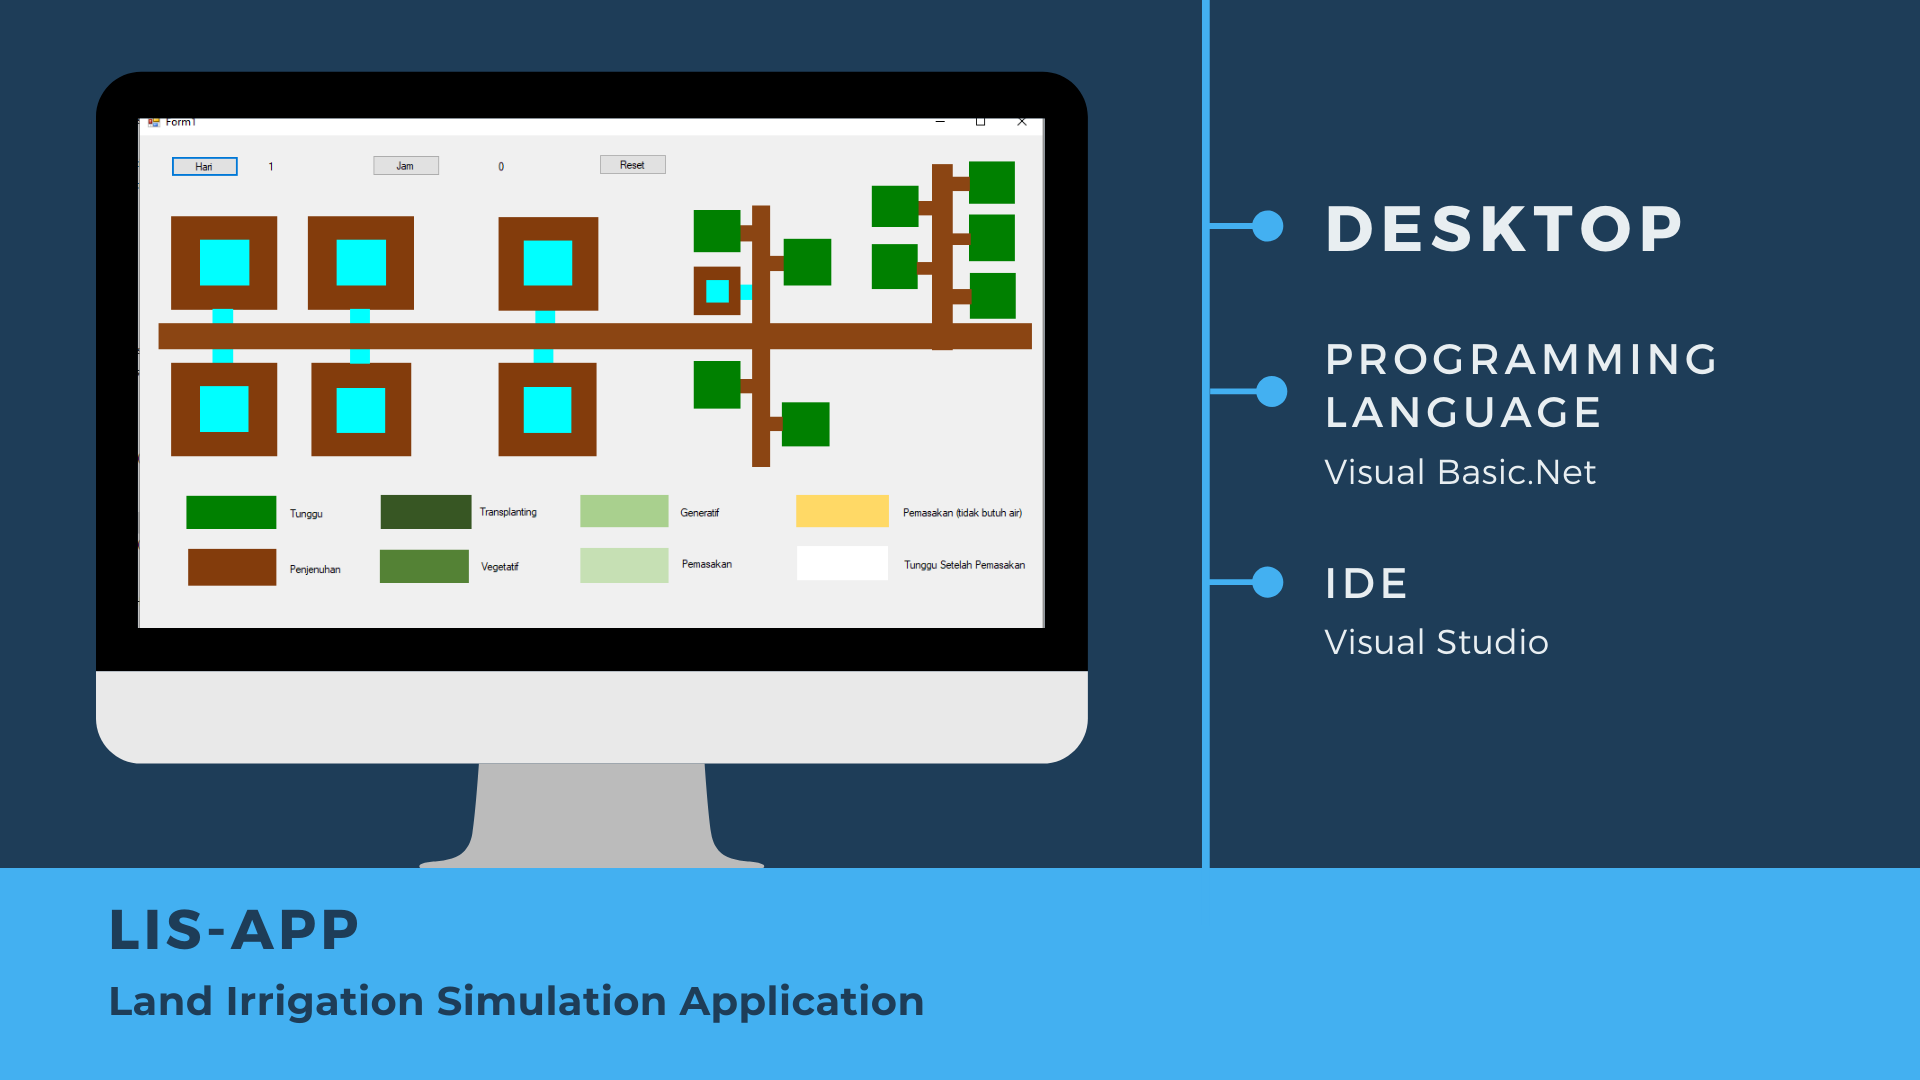 Form1
Hari 1 Jam 0 Reset
Tunggu Transplanting Generatif Pemasakan (tidak butuh air)
Penjenuhan Vegetatif Pemasakan Tunggu Setelah Pemasakan
DESKTOP
PROGRAMMING
LANGUAGE
Visual Basic.Net
IDE
Visual Studio
LIS-APP
Land Irrigation Simulation Application